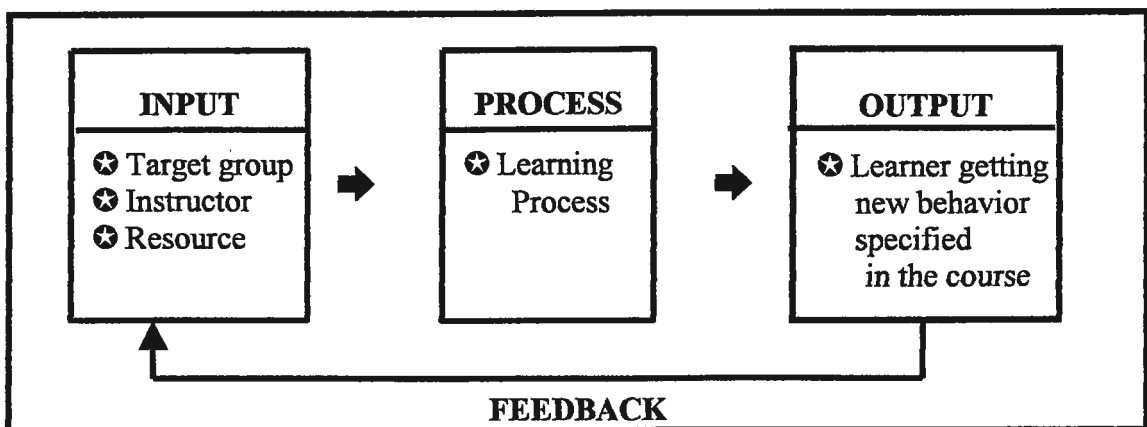 INPUT
✪ Target group
✪ Instructor
✪ Resource
PROCESS
✪ Learning
Process
OUTPUT
✪ Learner getting
new behavior
specified
in the course
FEEDBACK